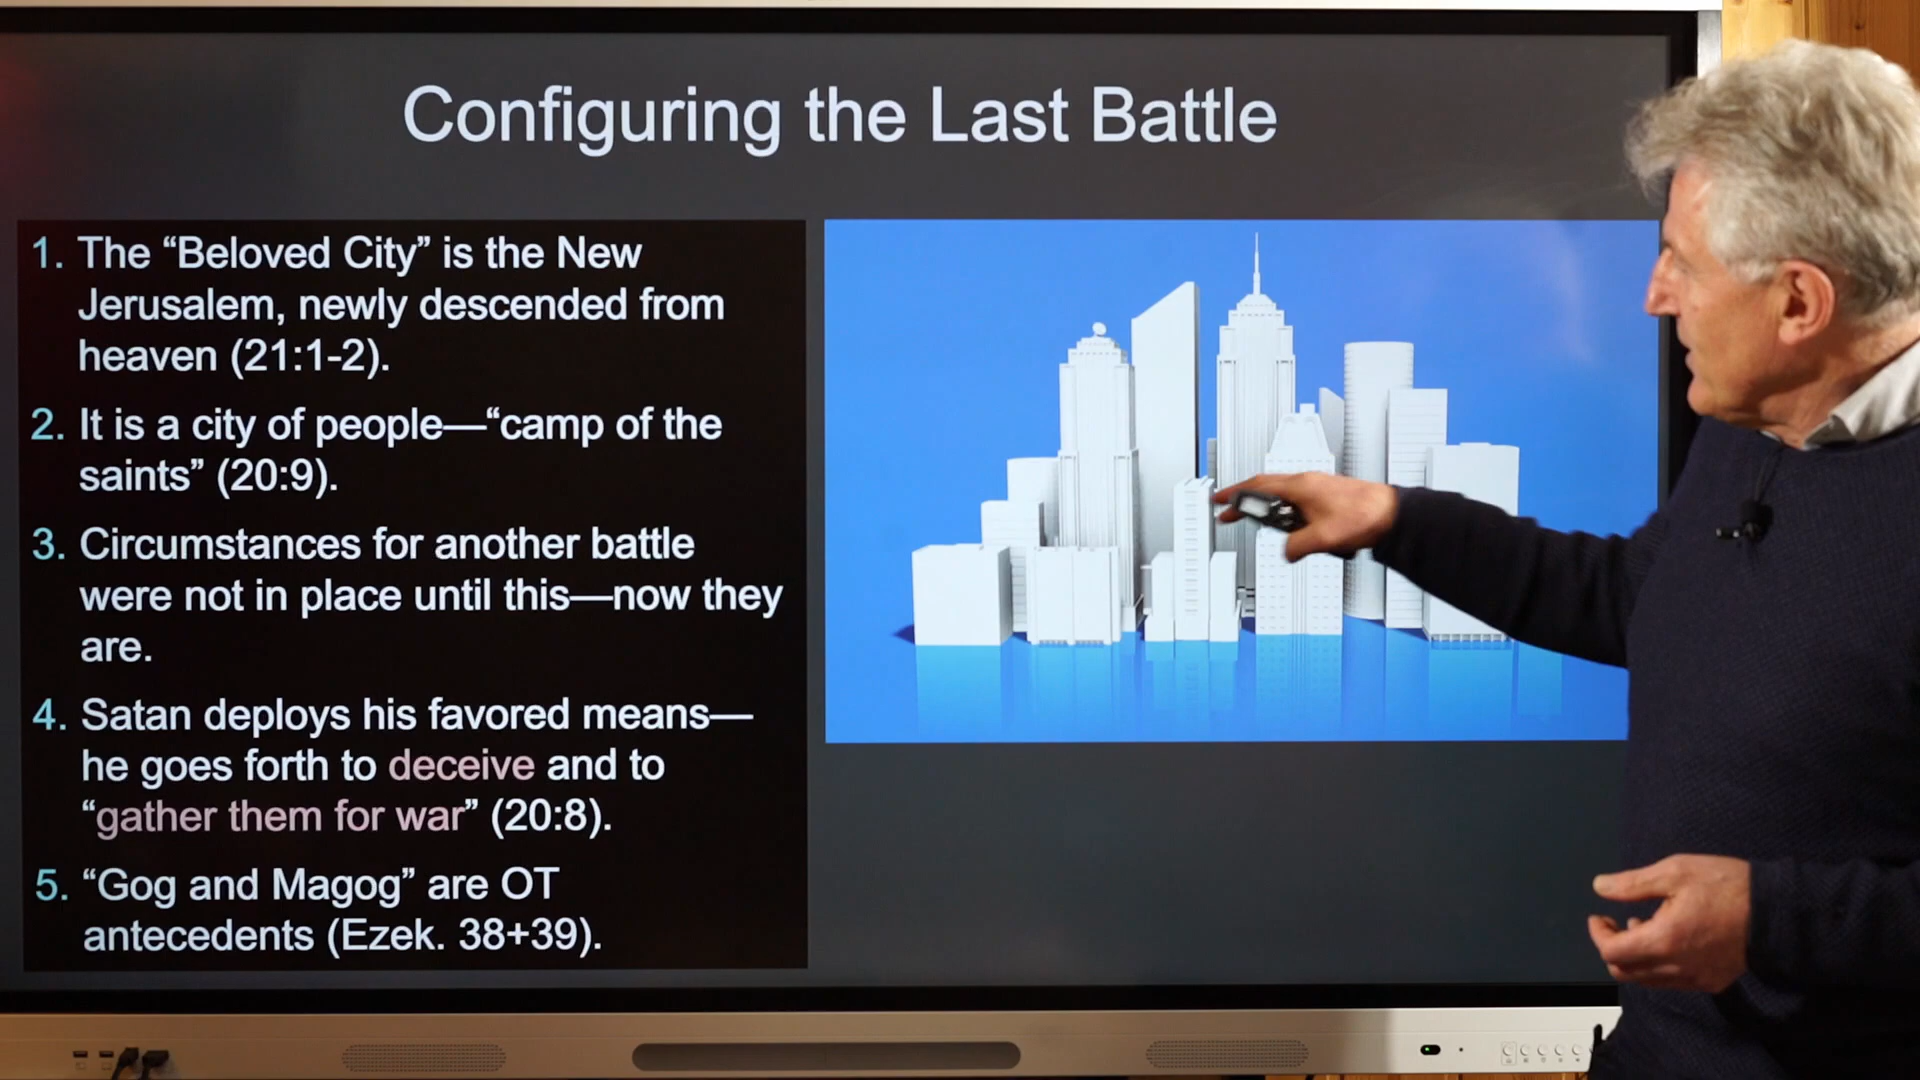 Configuring the Last Battle
1. The “Beloved City” is the New
Jerusalem, newly descended from
heaven (21:1-2).
2. It is a city of people—“camp of the
saints” (20:9).
3. Circumstances for another battle
were not in place until this—now they
are.
4. Satan deploys his favored means—
he goes forth to deceive and to
“gather them for war” (20:8).
5. “Gog and Magog” are OT
antecedents (Ezek. 38+39).